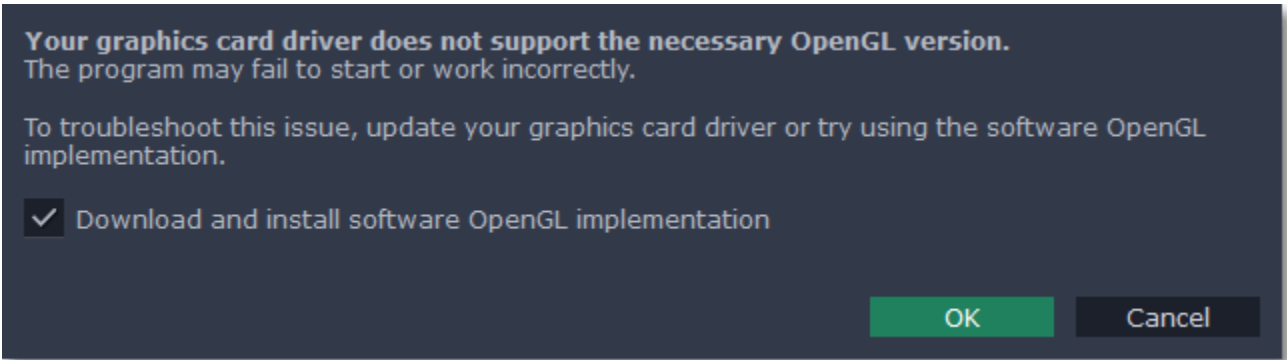 Your graphics card driver does not support the necessary OpenGL version.
The program may fail to start or work incorrectly.
To troubleshoot this issue, update your graphics card driver or try using the software OpenGL
implementation.
Download and install software OpenGL implementation
OK
Cancel